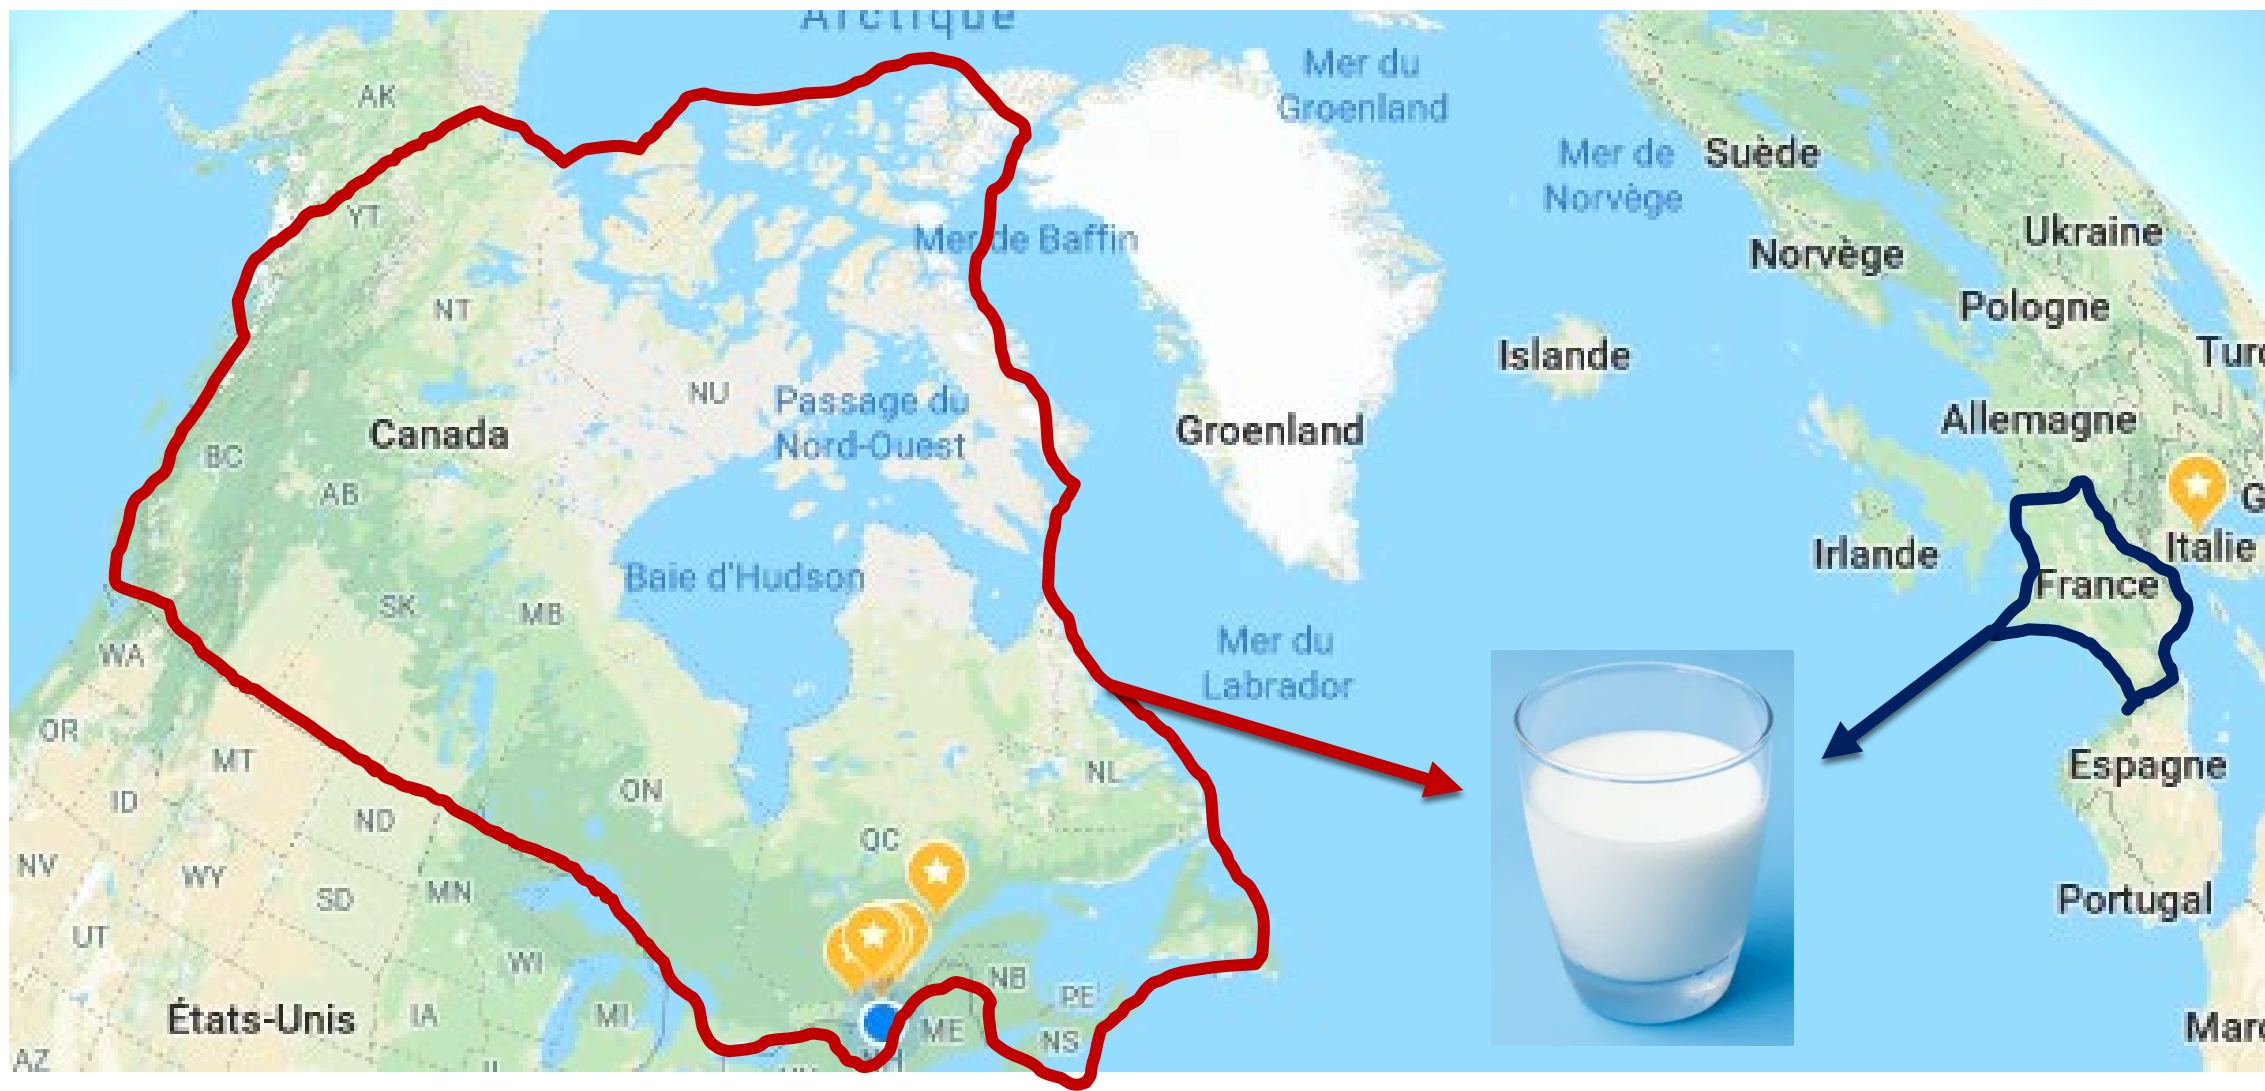 Arctique
Mer du
Groenland
AK
Mer de
Norvège
Suède
YT
Mer de Baffin
Ukraine
Norvège
NT
Pologne
Islande
Turq
NU
Passage du
Nord-Ouest
Canada
Groenland
Allemagne
BC
AB
G
Irlande
Italie
Baie d'Hudson
France
SK
MB
WA
Mer du
Labrador
OR
MT
NL
Espagne
ID
ON
ND
QC
NV
WY
SD
MN
Portugal
UT
WI
NB
PE
États-Unis
IA
MI
ME
NS
Maro
AZ
NH